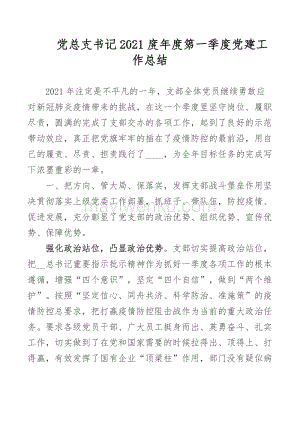 党总支书记2021度年度第一季度党建工
作总结
2021年注定是不平凡的一年，支部全体党员继续勇敢应
对新冠肺炎疫情带来的挑战。在这一个季度里坚守岗位、履职
尽责，圆满的完成了支部交办的各项工作，起到了良好的示范
带动效应，真正把党旗牢牢的插在了疫情防控的最前沿，用自
己的履责、尽责、担责践行了____，为全年目标任务的完成写
下浓墨重彩的一章。
一、把方向、管大局、保落实，发挥支部战斗堡垒作用坚
决贯彻落实上级党委工作部署，抓班子、带队伍，防控疫情、
促进发展，充分彰显了党支部的政治优势、组织优势、宣传优
势、保障优势。
强化政治站位，凸显政治优势。支部切实提高政治站位，
把__总书记重要指示批示精神作为抓好一季度各项工作的根本
遵循，增强“四个意识”，坚定“四个自信”，做到“两个维
护”。按照“坚定信心、同舟共济、科学防治、准施策”的疫
情防控总要求，把打赢疫情防控阻击战作为当前的重大政治任
务。要求各级党员干部、广大员工挺身而出、英勇奋斗、扎实
工作，切实做到了在党和国家需要的时候拉得出、顶得上、打
得赢，有效发挥了国有企业“顶梁柱”作用，部门没有疑似病